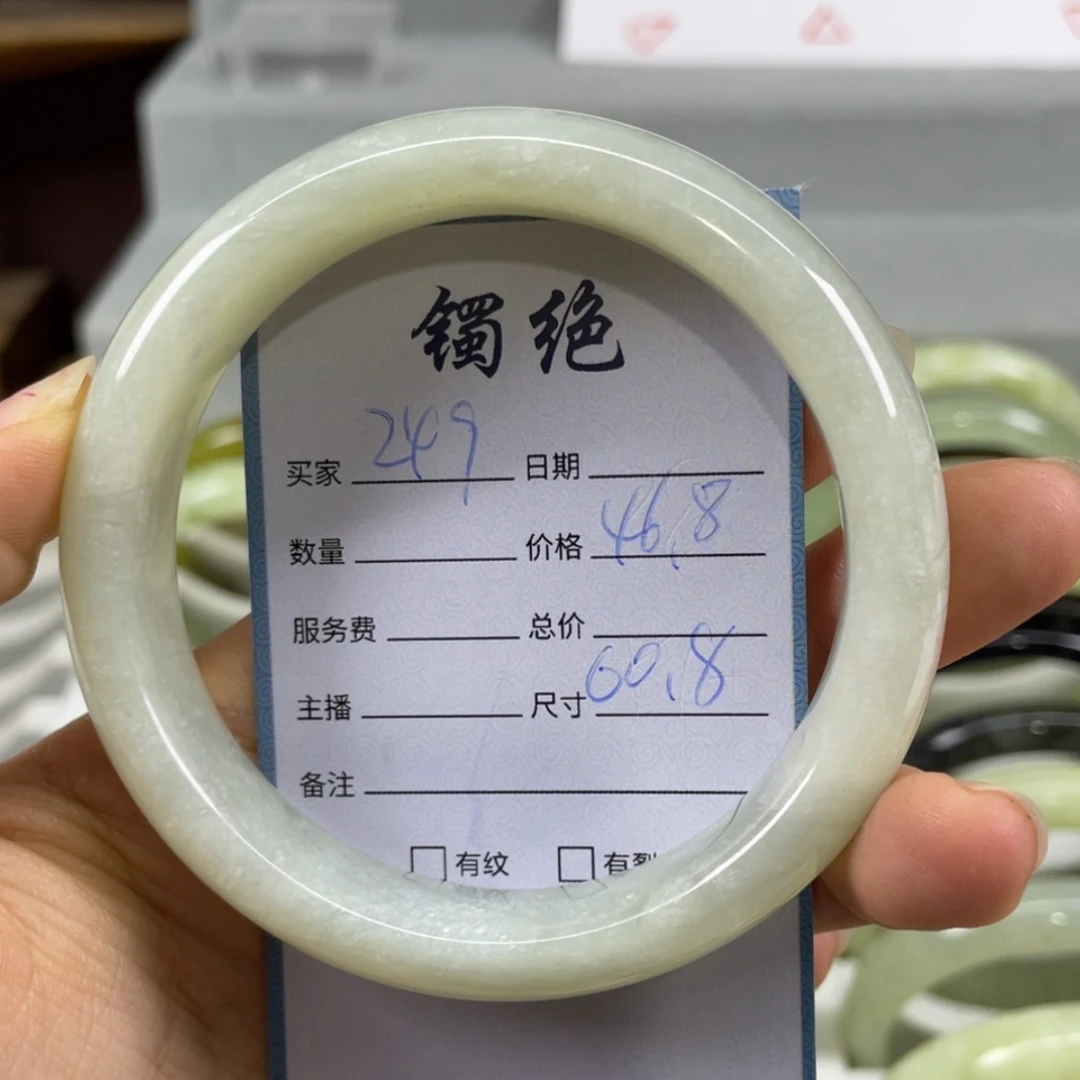 镯绝
买家 249 日期
数量 价格 46.8
服务费 总价
主播 尺寸 60.8
备注
□ 有纹 □ 有裂